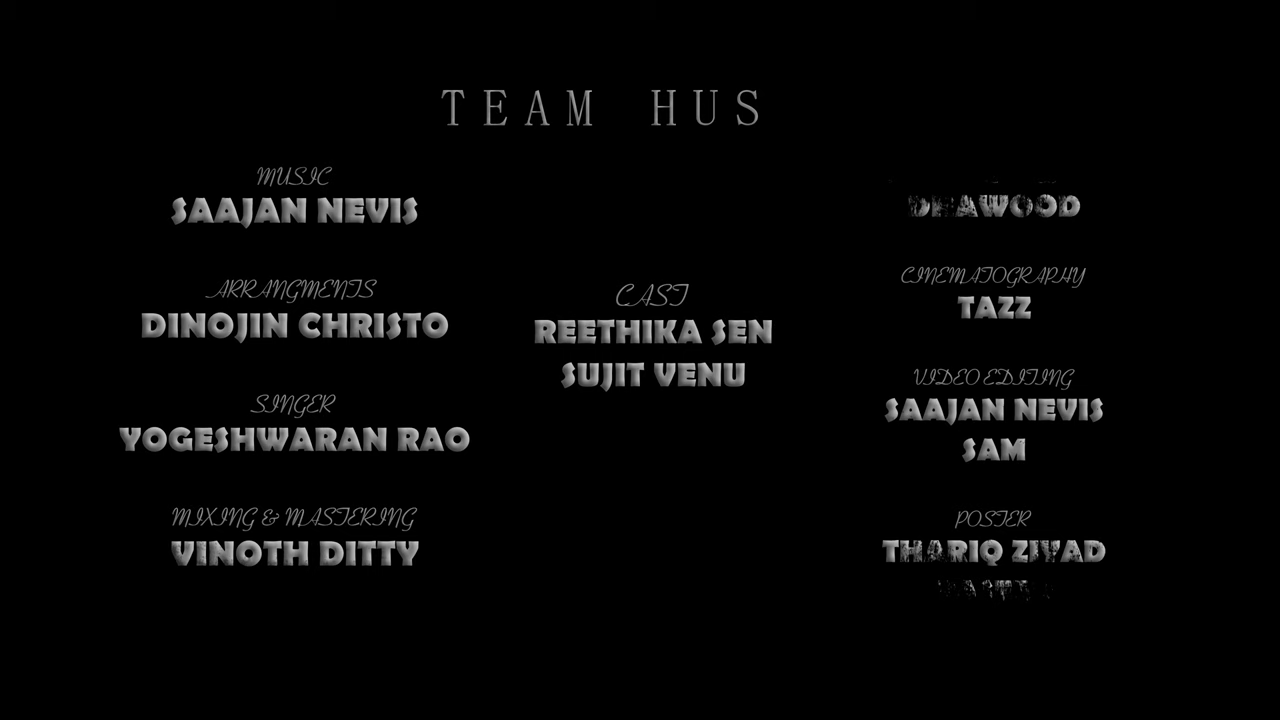 TEAM HUS
MUSIC
SAAJAN NEVIS
ARRANGMENTS
DINOJIN CHRISTO
SINGER
YOGESHWARAN RAO
MIXING & MASTERING
VINOTH DITTY
CAST
REETHIKA SEN
SUJIT VENU
CINEMATOGRAPHY
TAZZ
VIDEO EDITING
SAAJAN NEVIS
SAM
POSTER
THARIQ ZIYAD